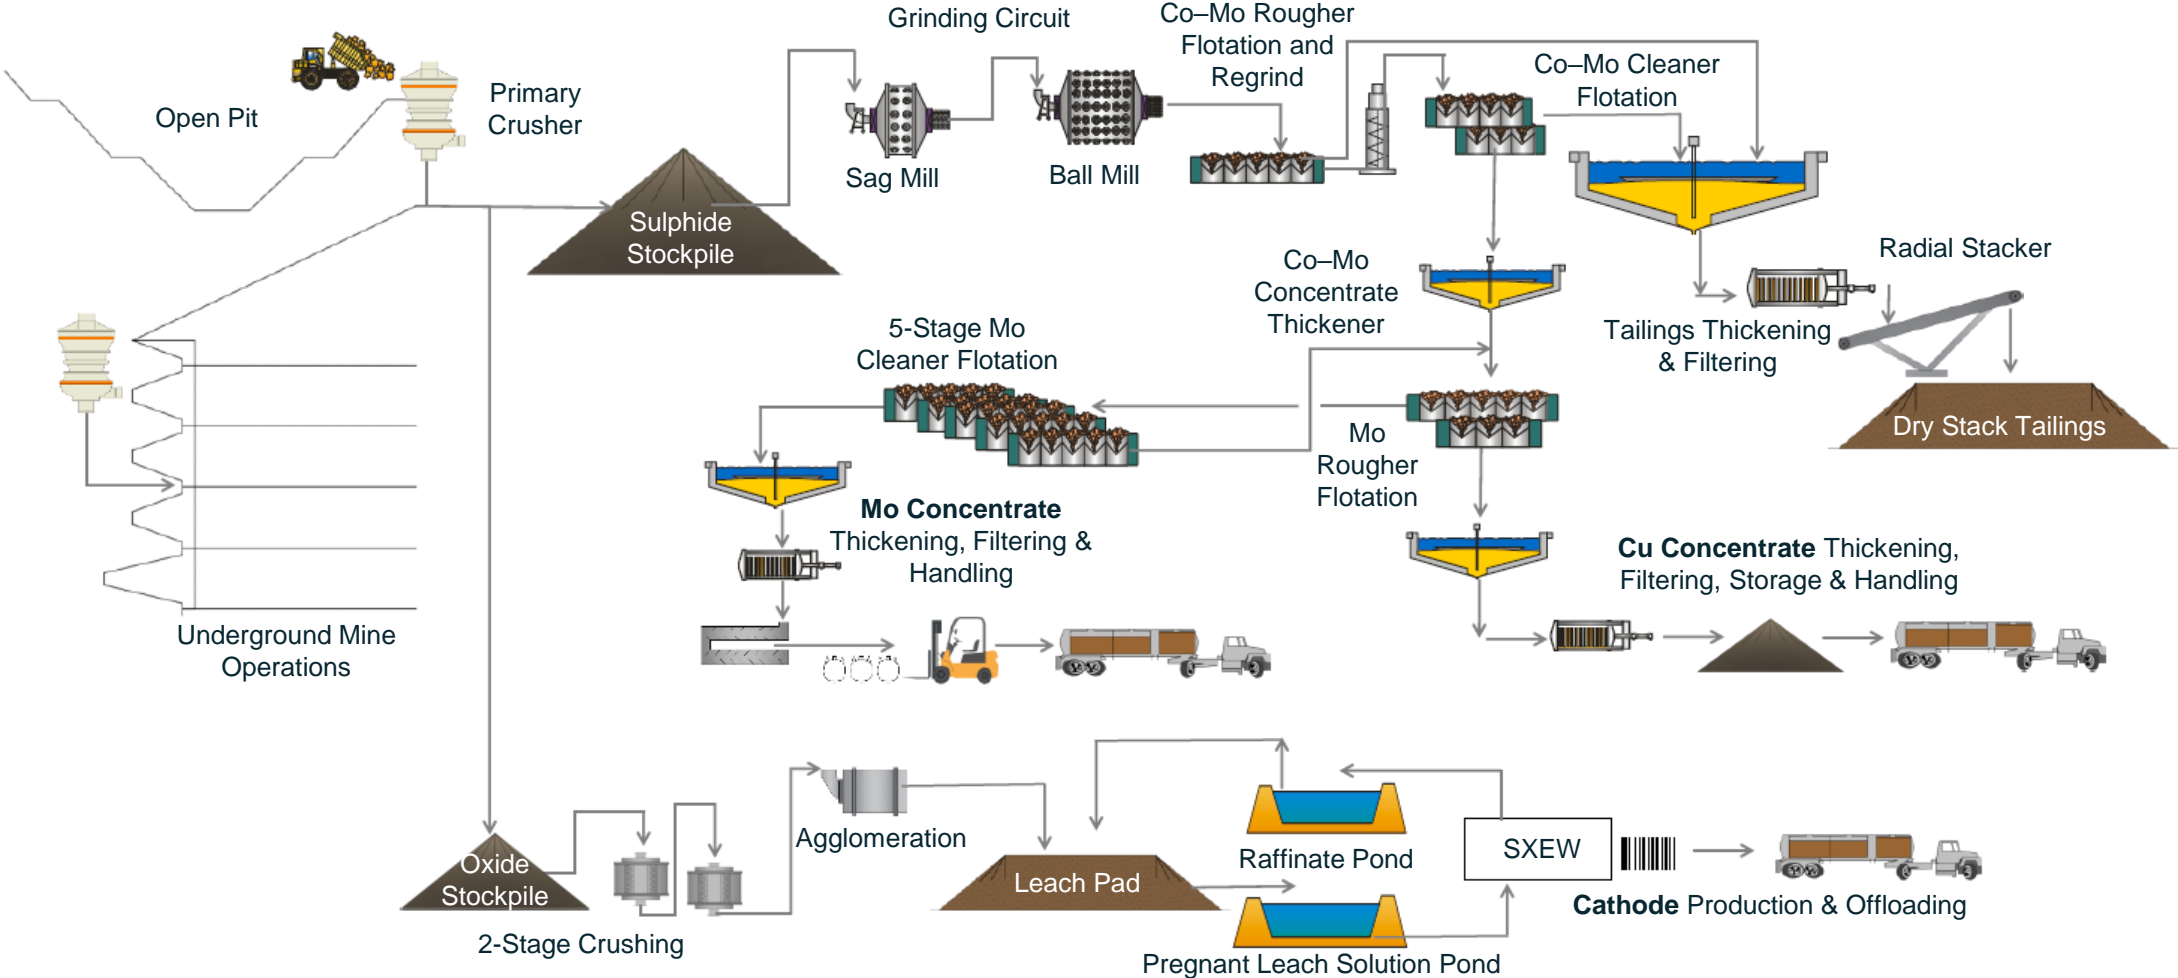 Grinding Circuit
Co–Mo Rougher
Flotation and
Regrind
Co–Mo Cleaner
Flotation
Open Pit
Primary
Crusher
Sag Mill
Ball Mill
Sulphide
Stockpile
Radial Stacker
Co–Mo
Concentrate
Thickener
5-Stage Mo
Cleaner Flotation
Tailings Thickening
& Filtering
Dry Stack Tailings
Mo
Rougher
Flotation
Mo Concentrate
Thickening, Filtering &
Handling
Cu Concentrate Thickening,
Filtering, Storage & Handling
Underground Mine
Operations
Agglomeration
Oxide
Stockpile
2-Stage Crushing
Leach Pad
Raffinate Pond
SXEW
Cathode Production & Offloading
Pregnant Leach Solution Pond